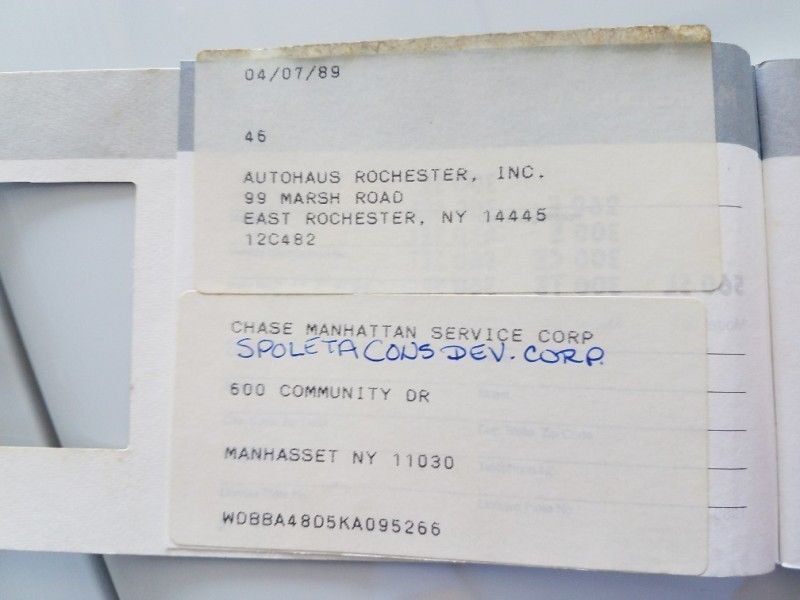 04/07/89
46
AUTOHAUS ROCHESTER, INC.
99 MARSH ROAD
EAST ROCHESTER, NY 14445
12C482
CHASE MANHATTAN SERVICE CORP
SPOLETA CONS DEV. CORP.
600 COMMUNITY DR
MANHASSET NY 11030
WDBBA48D5KA095266